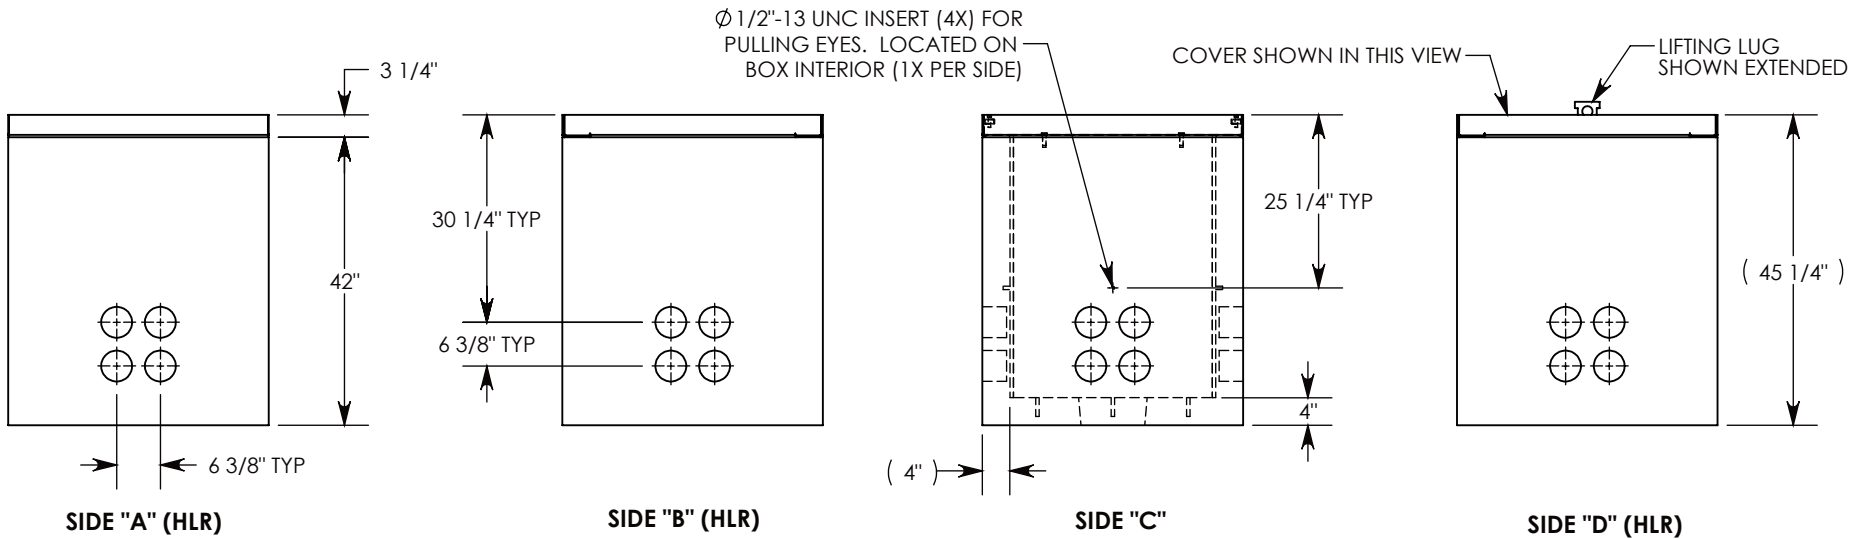 Ø 1/2"-13 UNC INSERT (4X) FOR
PULLING EYES. LOCATED ON
BOX INTERIOR (1X PER SIDE)
COVER SHOWN IN THIS VIEW
LIFTING LUG
SHOWN EXTENDED
3 1/4"
42"
6 3/8" TYP
SIDE "A" (HLR)
30 1/4" TYP
6 3/8" TYP
SIDE "B" (HLR)
25 1/4" TYP
4"
( 4" )
SIDE "C"
( 45 1/4" )
SIDE "D" (HLR)